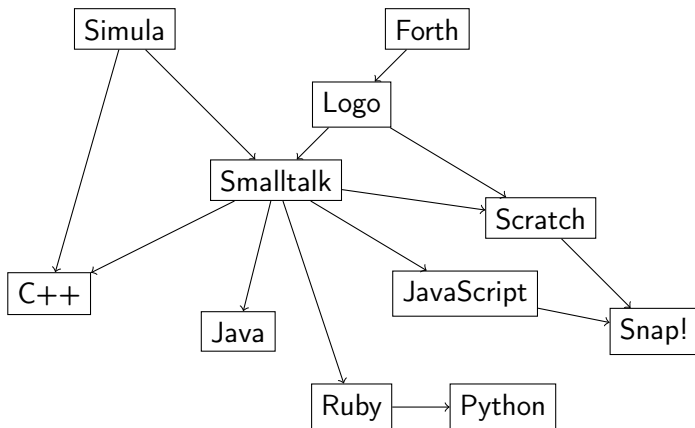 Simula
Forth
Logo
Smalltalk
Scratch
C++
JavaScript
Java
Snap!
Ruby
Python